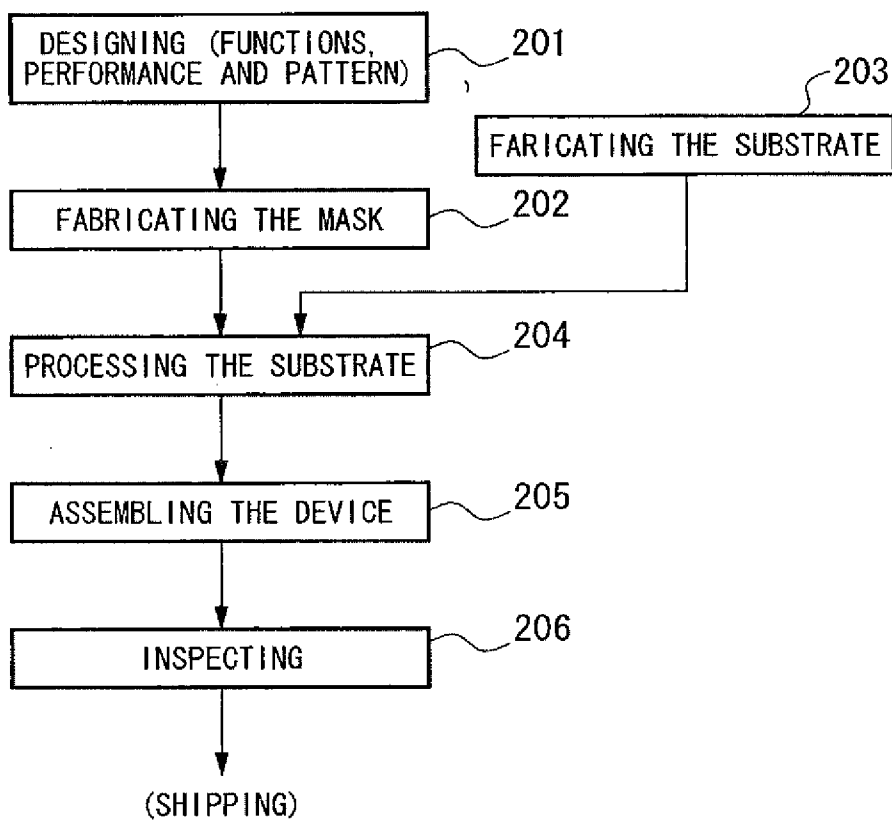 DESIGNING (FUNCTIONS,
PERFORMANCE AND PATTERN)
201
203
FARICATING THE SUBSTRATE
FABRICATING THE MASK
202
PROCESSING THE SUBSTRATE
204
ASSEMBLING THE DEVICE
205
INSPECTING
206
(SHIPPING)